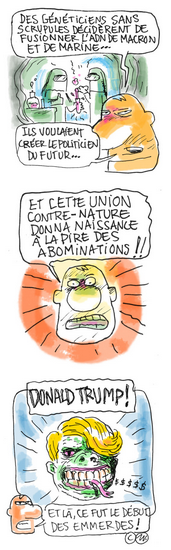 DES GÉNÉTICIENS SANS
SCRUPULES DÉCIDÈRENT DE
FUSIONNER L'ADN DE MACRON
ET DE MARINE...
ILS VOULAIENT
CRÉER LE POLITICIEN
DU FUTUR...
ET CETTE UNION
CONTRE-NATURE
DONNA NAISSANCE
À LA PIRE DES
ABOMINATIONS!!
DONALD TRUMP!
$$$$$
ET LÀ, CE FUT LE DÉBUT
DES EMMERDES!